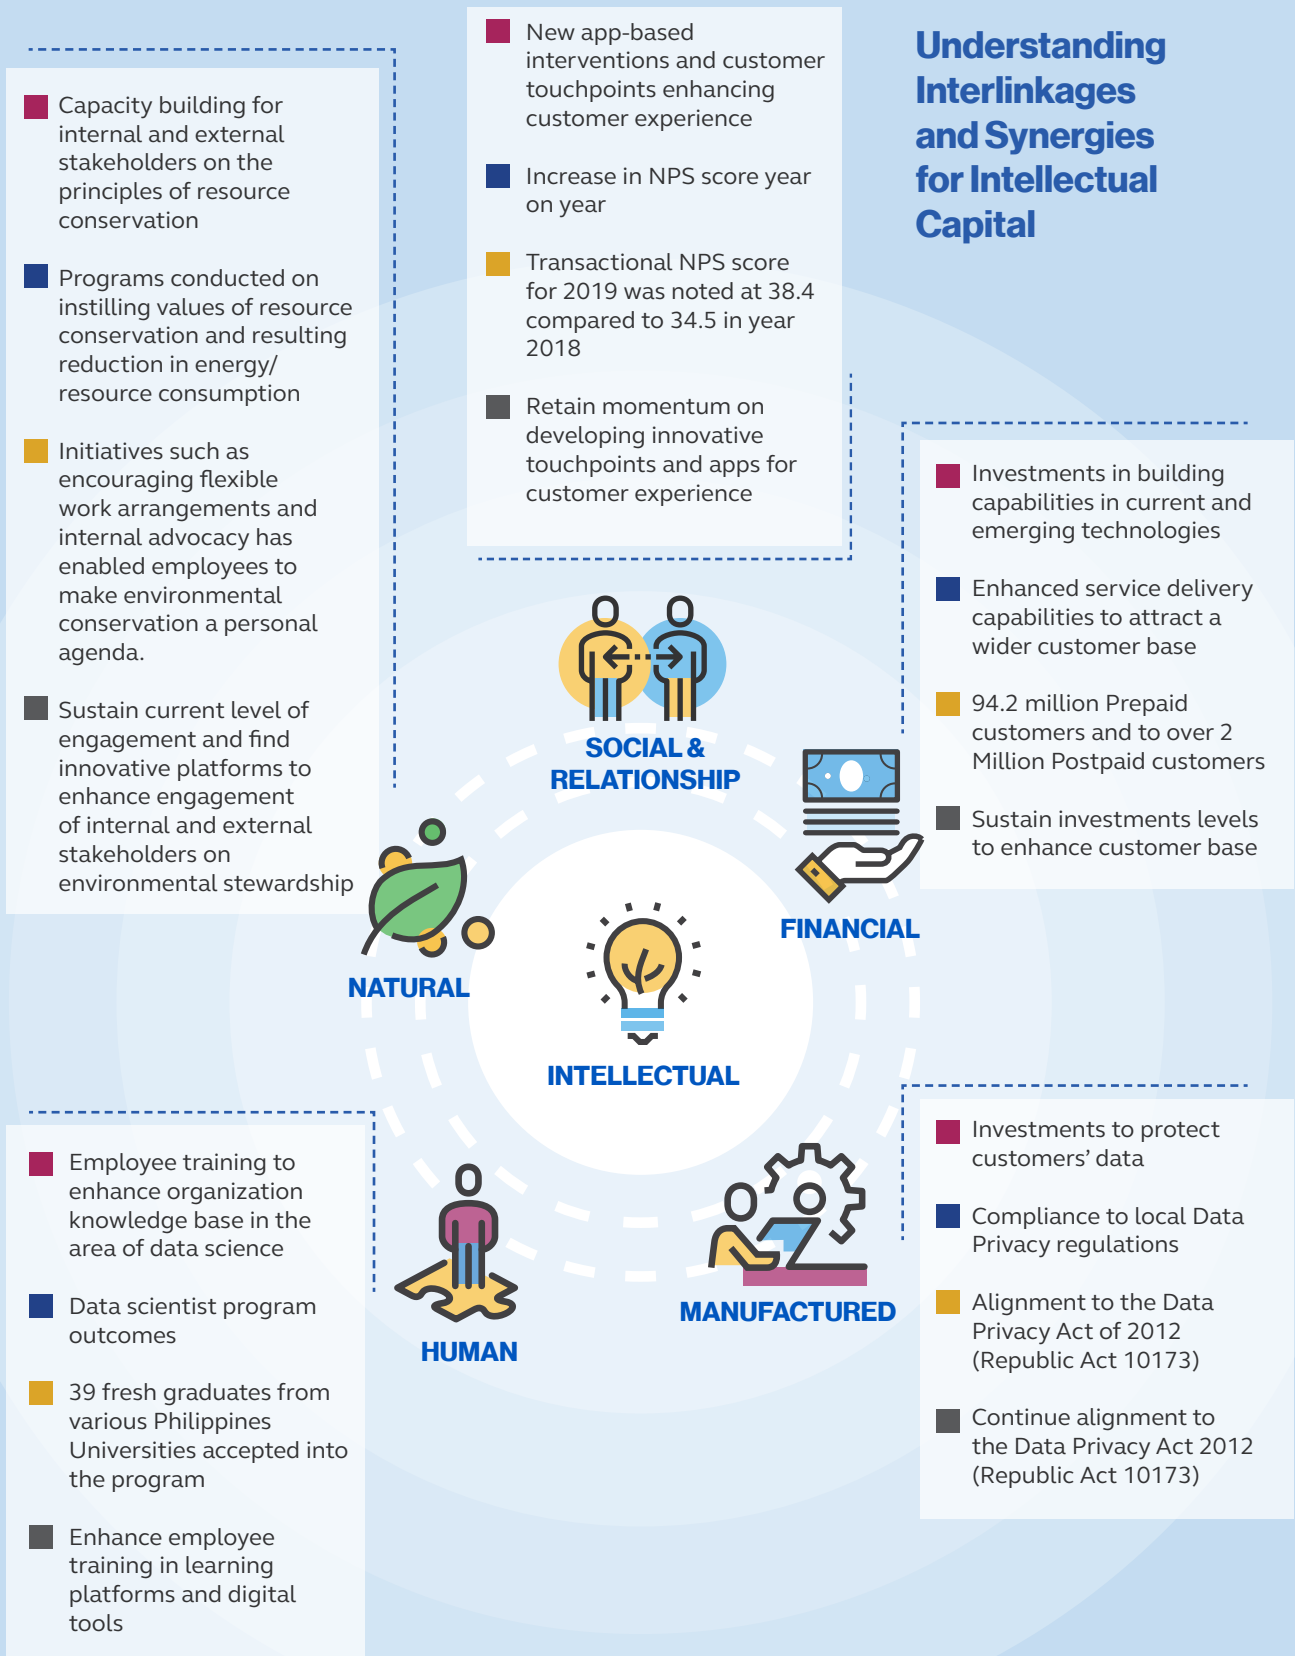 Understanding
Interlinkages
and Synergies
for Intellectual
Capital
Capacity building for
internal and external
stakeholders on the
principles of resource
conservation
Programs conducted on
instilling values of resource
conservation and resulting
reduction in energy/
resource consumption
Initiatives such as
encouraging flexible
work arrangements and
internal advocacy has
enabled employees to
make environmental
conservation a personal
agenda.
Sustain current level of
engagement and find
innovative platforms to
enhance engagement
of internal and external
stakeholders on
environmental stewardship
New app-based
interventions and customer
touchpoints enhancing
customer experience
Increase in NPS score year
on year
Transactional NPS score
for 2019 was noted at 38.4
compared to 34.5 in year
2018
Retain momentum on
developing innovative
touchpoints and apps for
customer experience
Investments in building
capabilities in current and
emerging technologies
Enhanced service delivery
capabilities to attract a
wider customer base
94.2 million Prepaid
customers and to over 2
Million Postpaid customers
Sustain investments levels
to enhance customer base
SOCIAL &
RELATIONSHIP
FINANCIAL
NATURAL
INTELLECTUAL
MANUFACTURED
HUMAN
Employee training to
enhance organization
knowledge base in the
area of data science
Data scientist program
outcomes
39 fresh graduates from
various Philippines
Universities accepted into
the program
Enhance employee
training in learning
platforms and digital
tools
Investments to protect
customers’ data
Compliance to local Data
Privacy regulations
Alignment to the Data
Privacy Act of 2012
(Republic Act 10173)
Continue alignment to
the Data Privacy Act 2012
(Republic Act 10173)